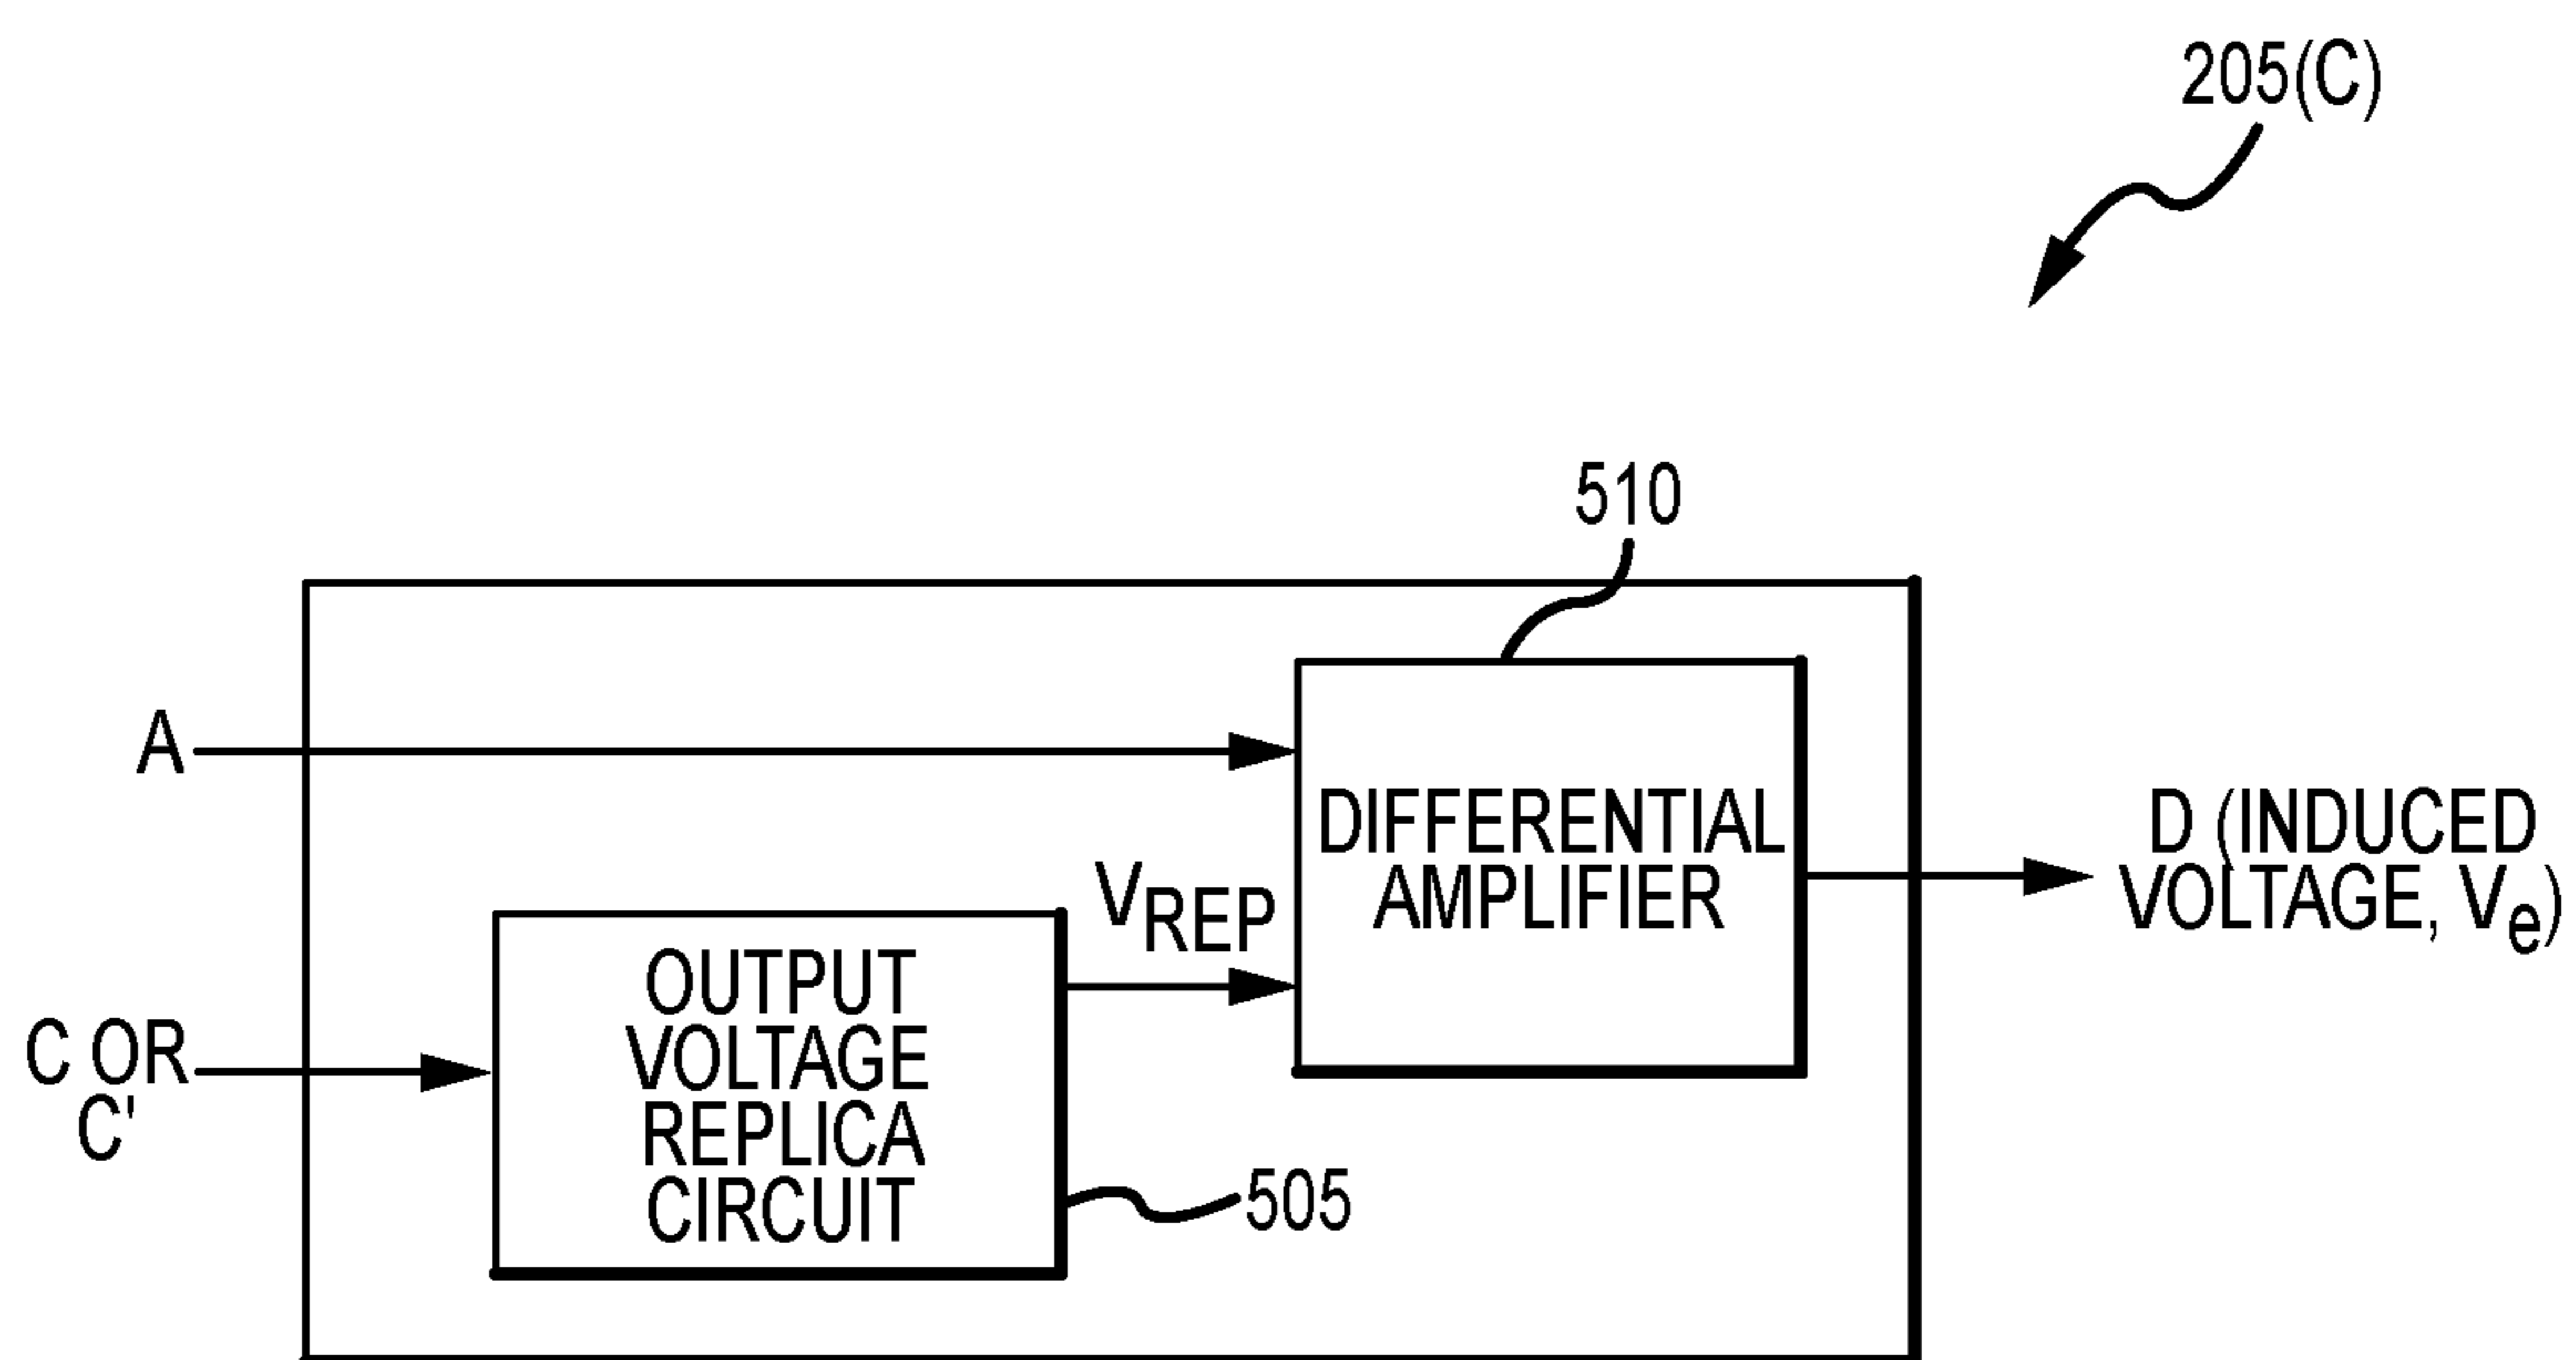 205(C)
510
A
DIFFERENTIAL
AMPLIFIER
D (INDUCED
VOLTAGE, Ve)
VREP
C OR
C'
OUTPUT
VOLTAGE
REPLICA
CIRCUIT
505